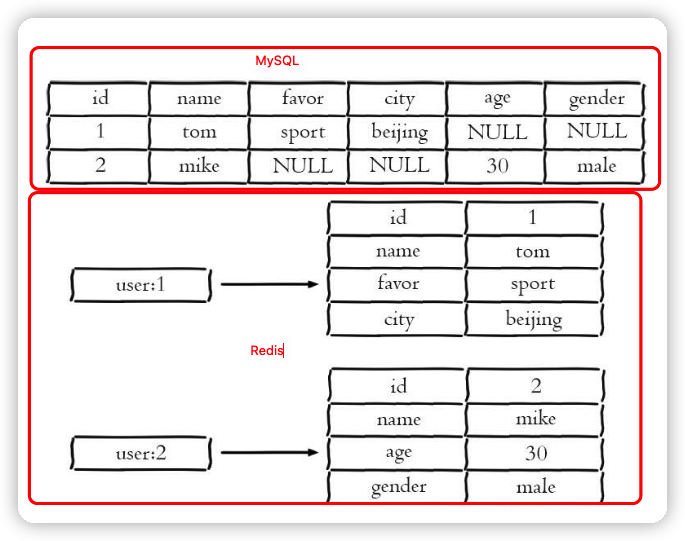 MySQL
id name favor city age gender
1 tom sport beijing NULL NULL
2 mike NULL NULL 30 male
id 1
name tom
user:1 favor sport
city beijing
Redis
id 2
name mike
user:2 age 30
gender male